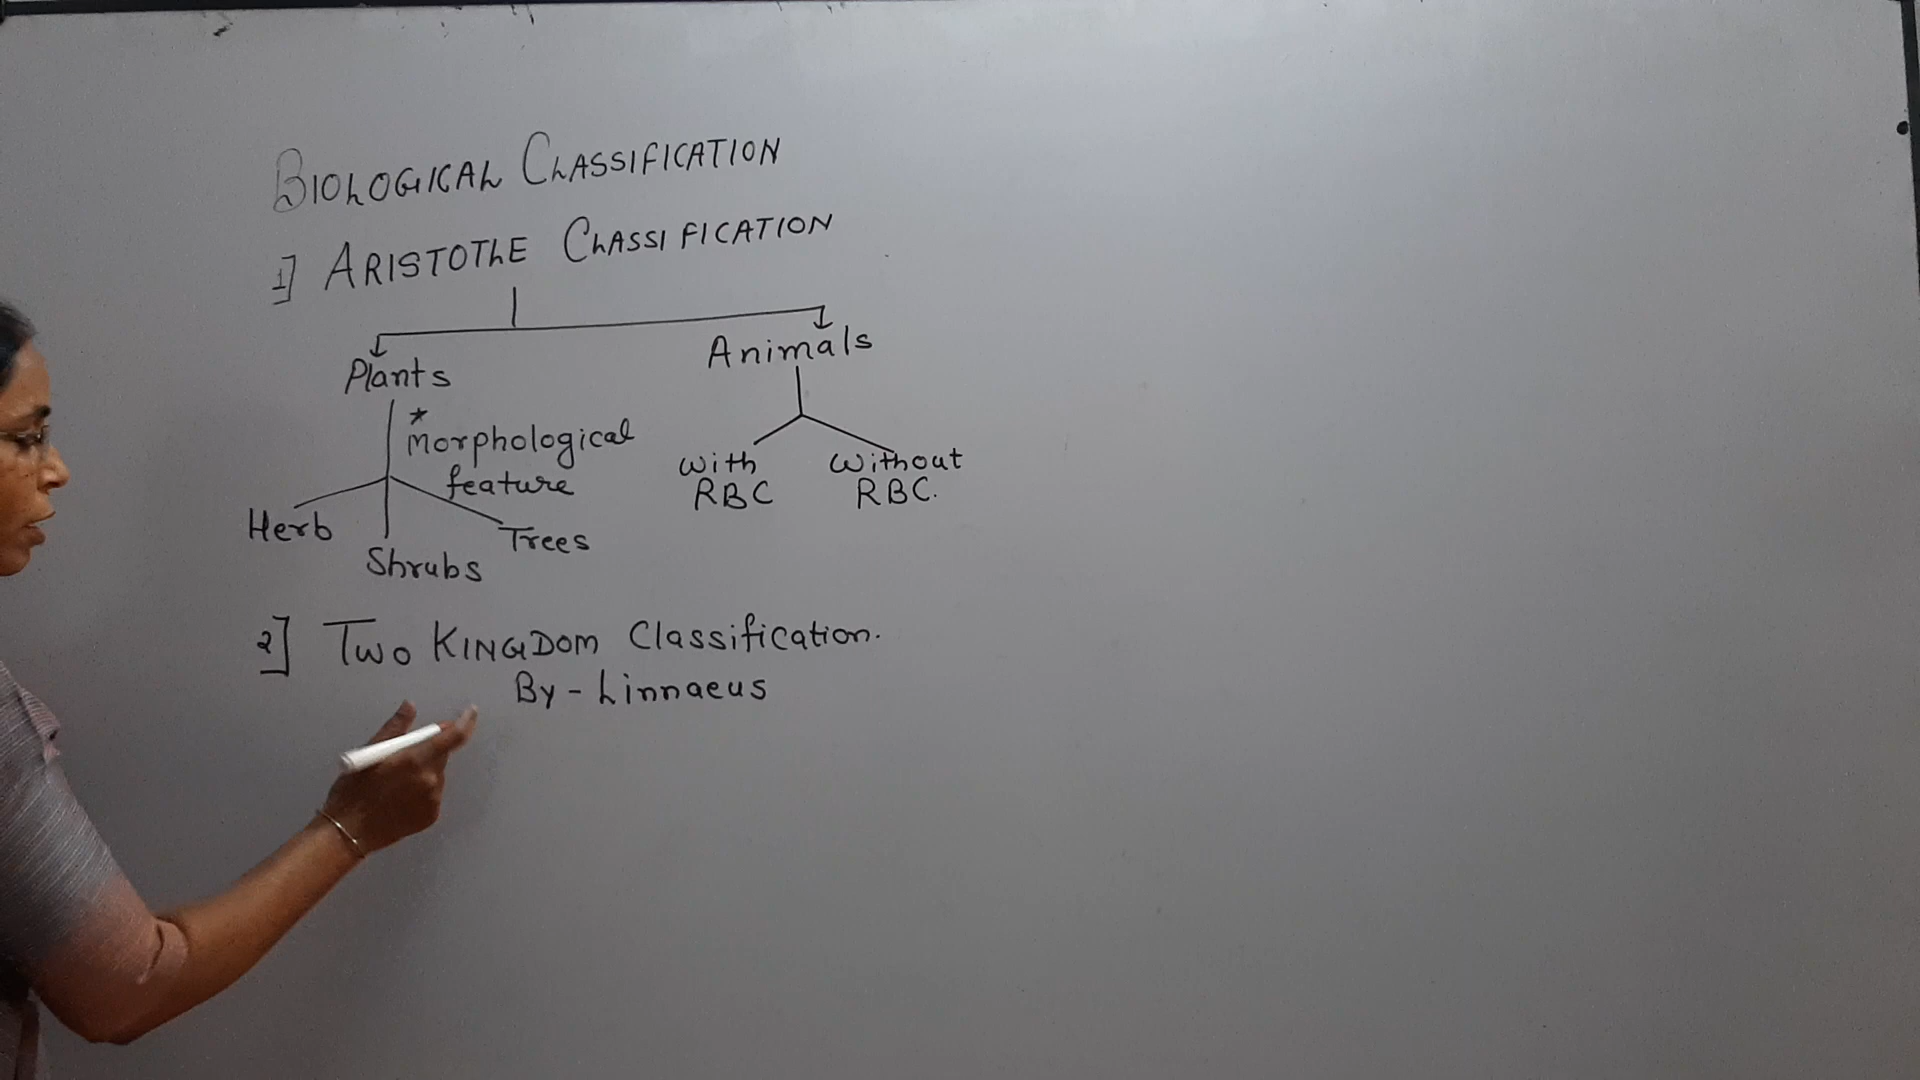 BIOLOGICAL CLASSIFICATION
1] ARISTOTLE CLASSIFICATION
Plants
Animals
* Morphological
feature
With
RBC
Without
RBC.
Herb
Shrubs
Trees
2] TWO KINGDOM Classification.
By - Linnaeus